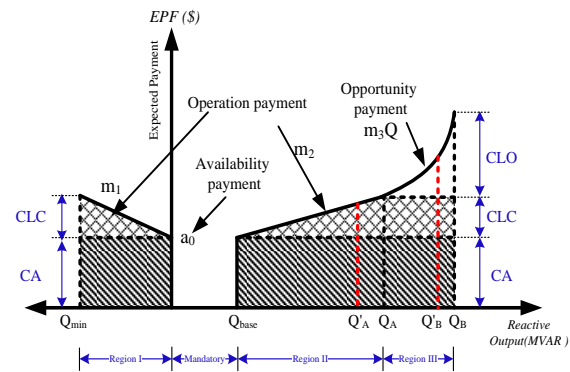 EPF ($)
Expected Payment
Operation payment
Opportunity
payment
m₃Q
Availability
payment
m₁
m₂
a₀
CLO
CLC
CLC
CA
CA
Qmin
Qbase
Q'A
QA
Q'B
QB
Reactive
Output(MVAR )
Region I
Mandatory
Region II
Region III